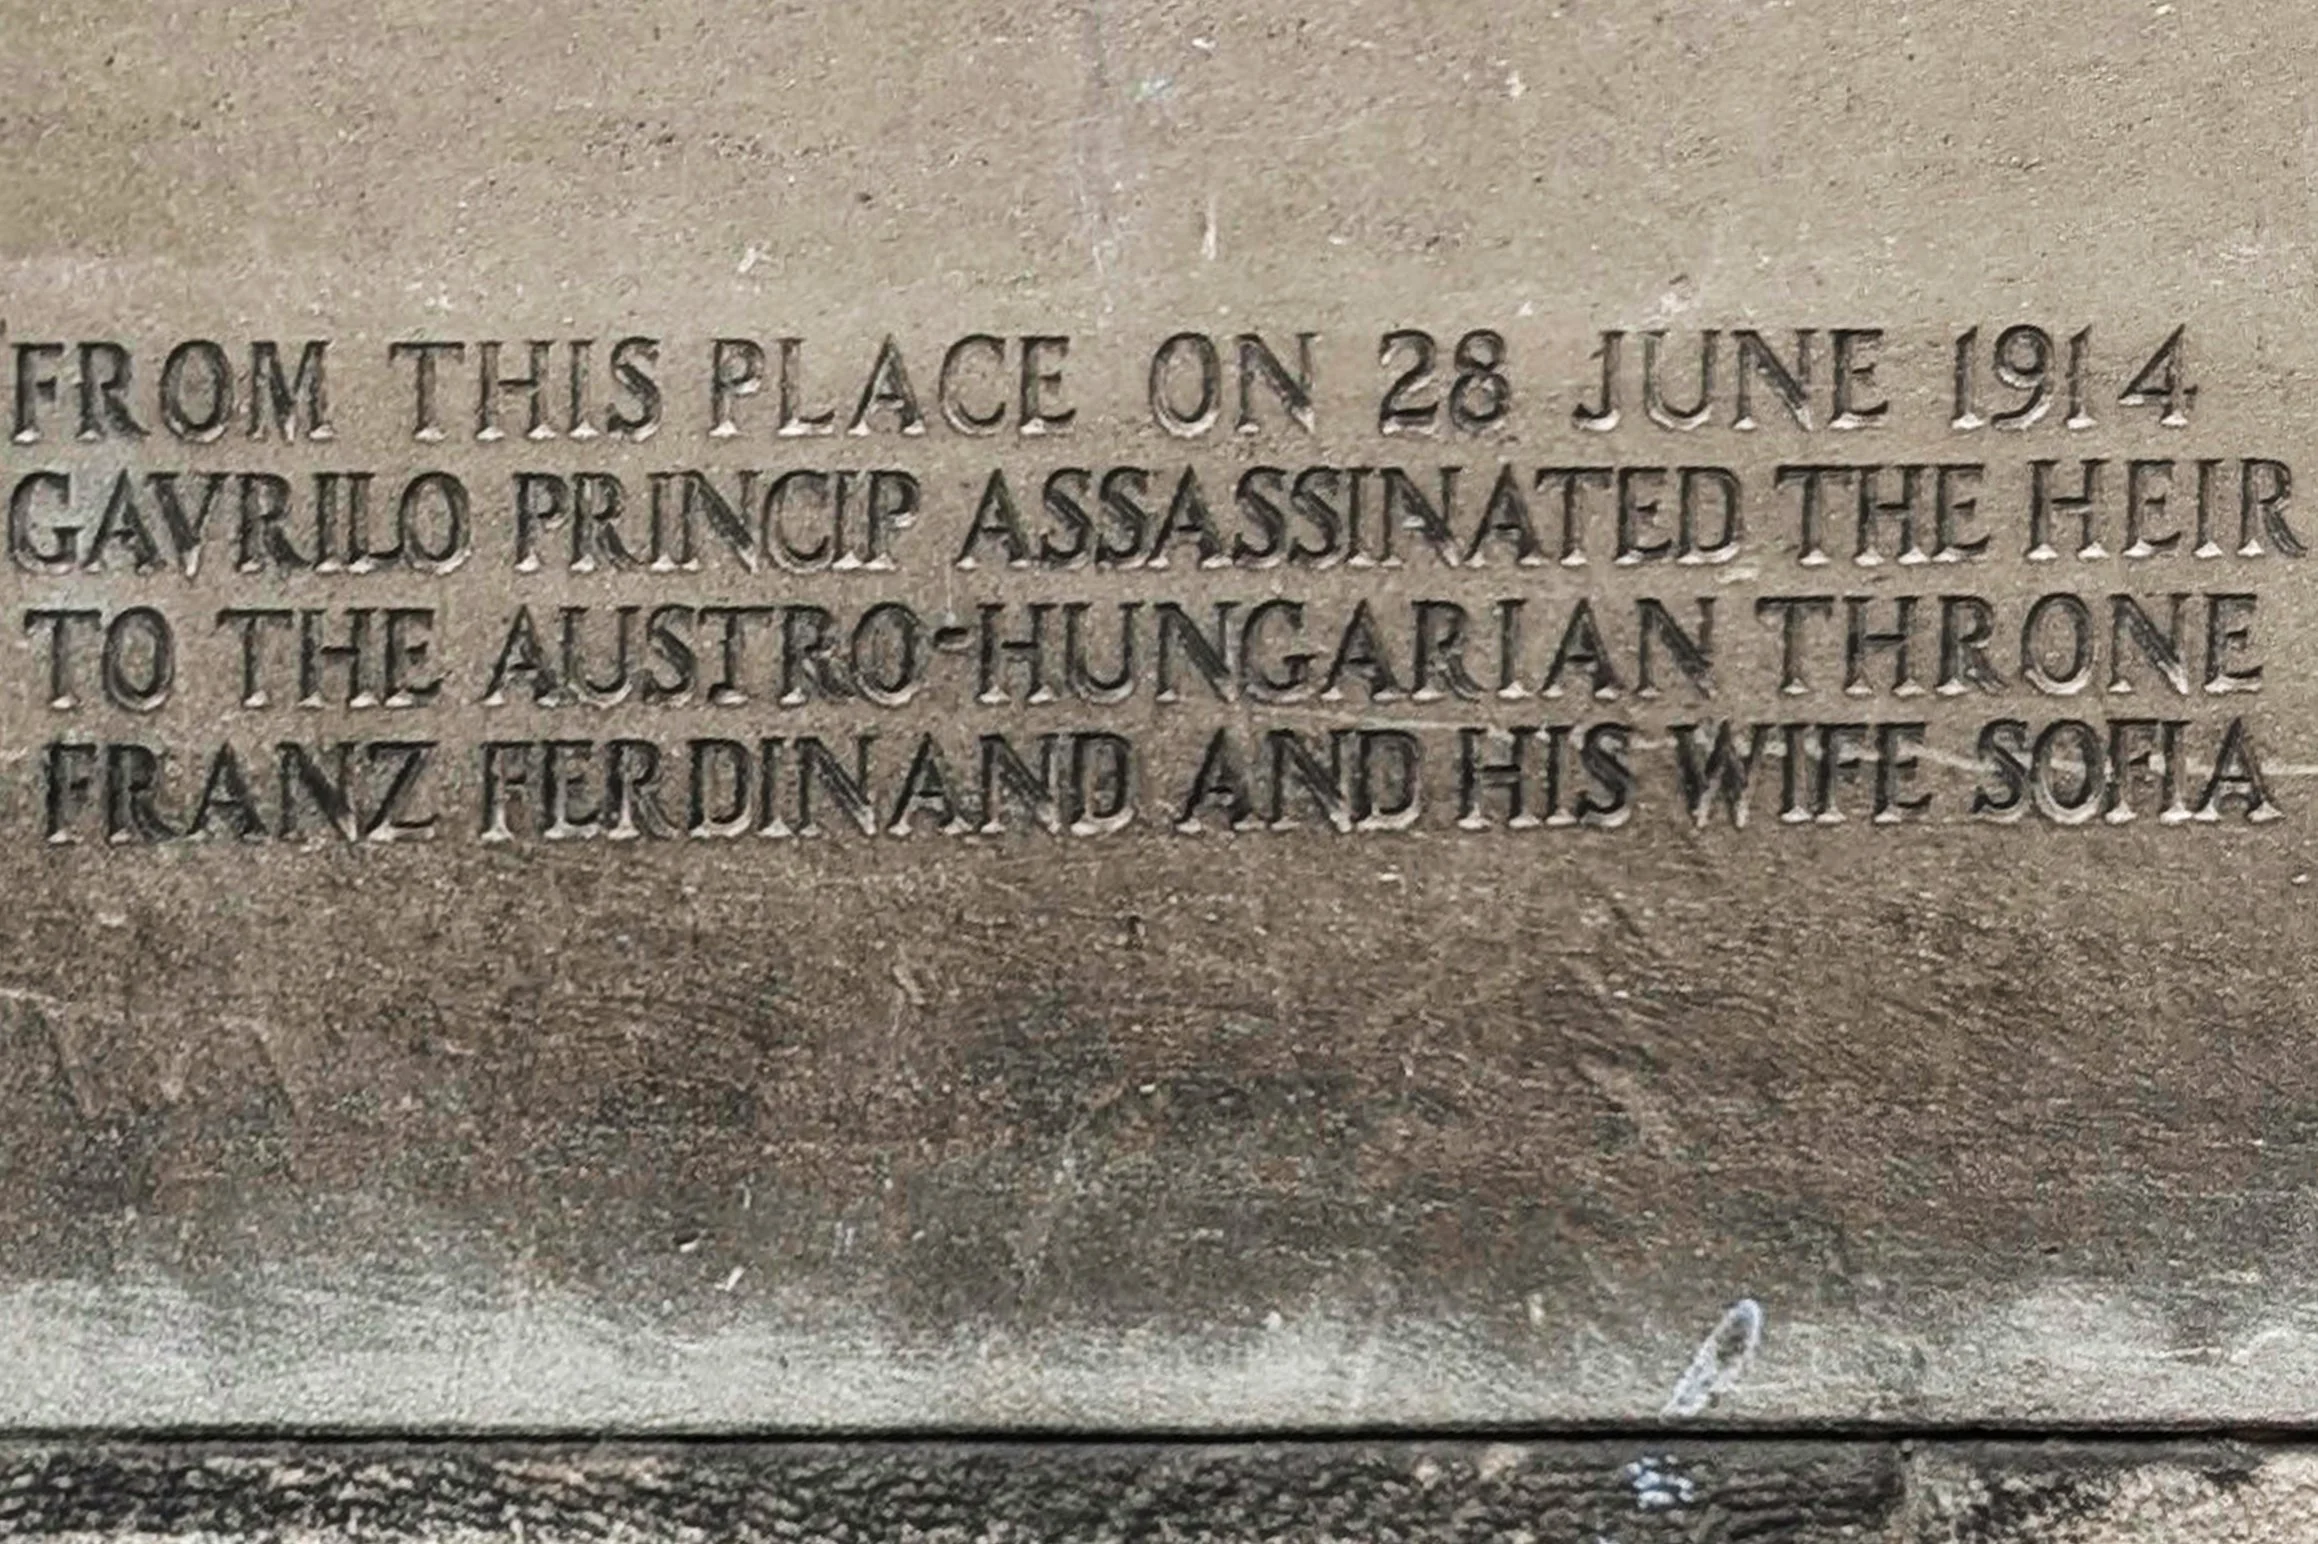 FROM THIS PLACE ON 28 JUNE 1914
GAVRILO PRINCIP ASSASSINATED THE HEIR
TO THE AUSTRO-HUNGARIAN THRONE
FRANZ FERDINAND AND HIS WIFE SOFIA